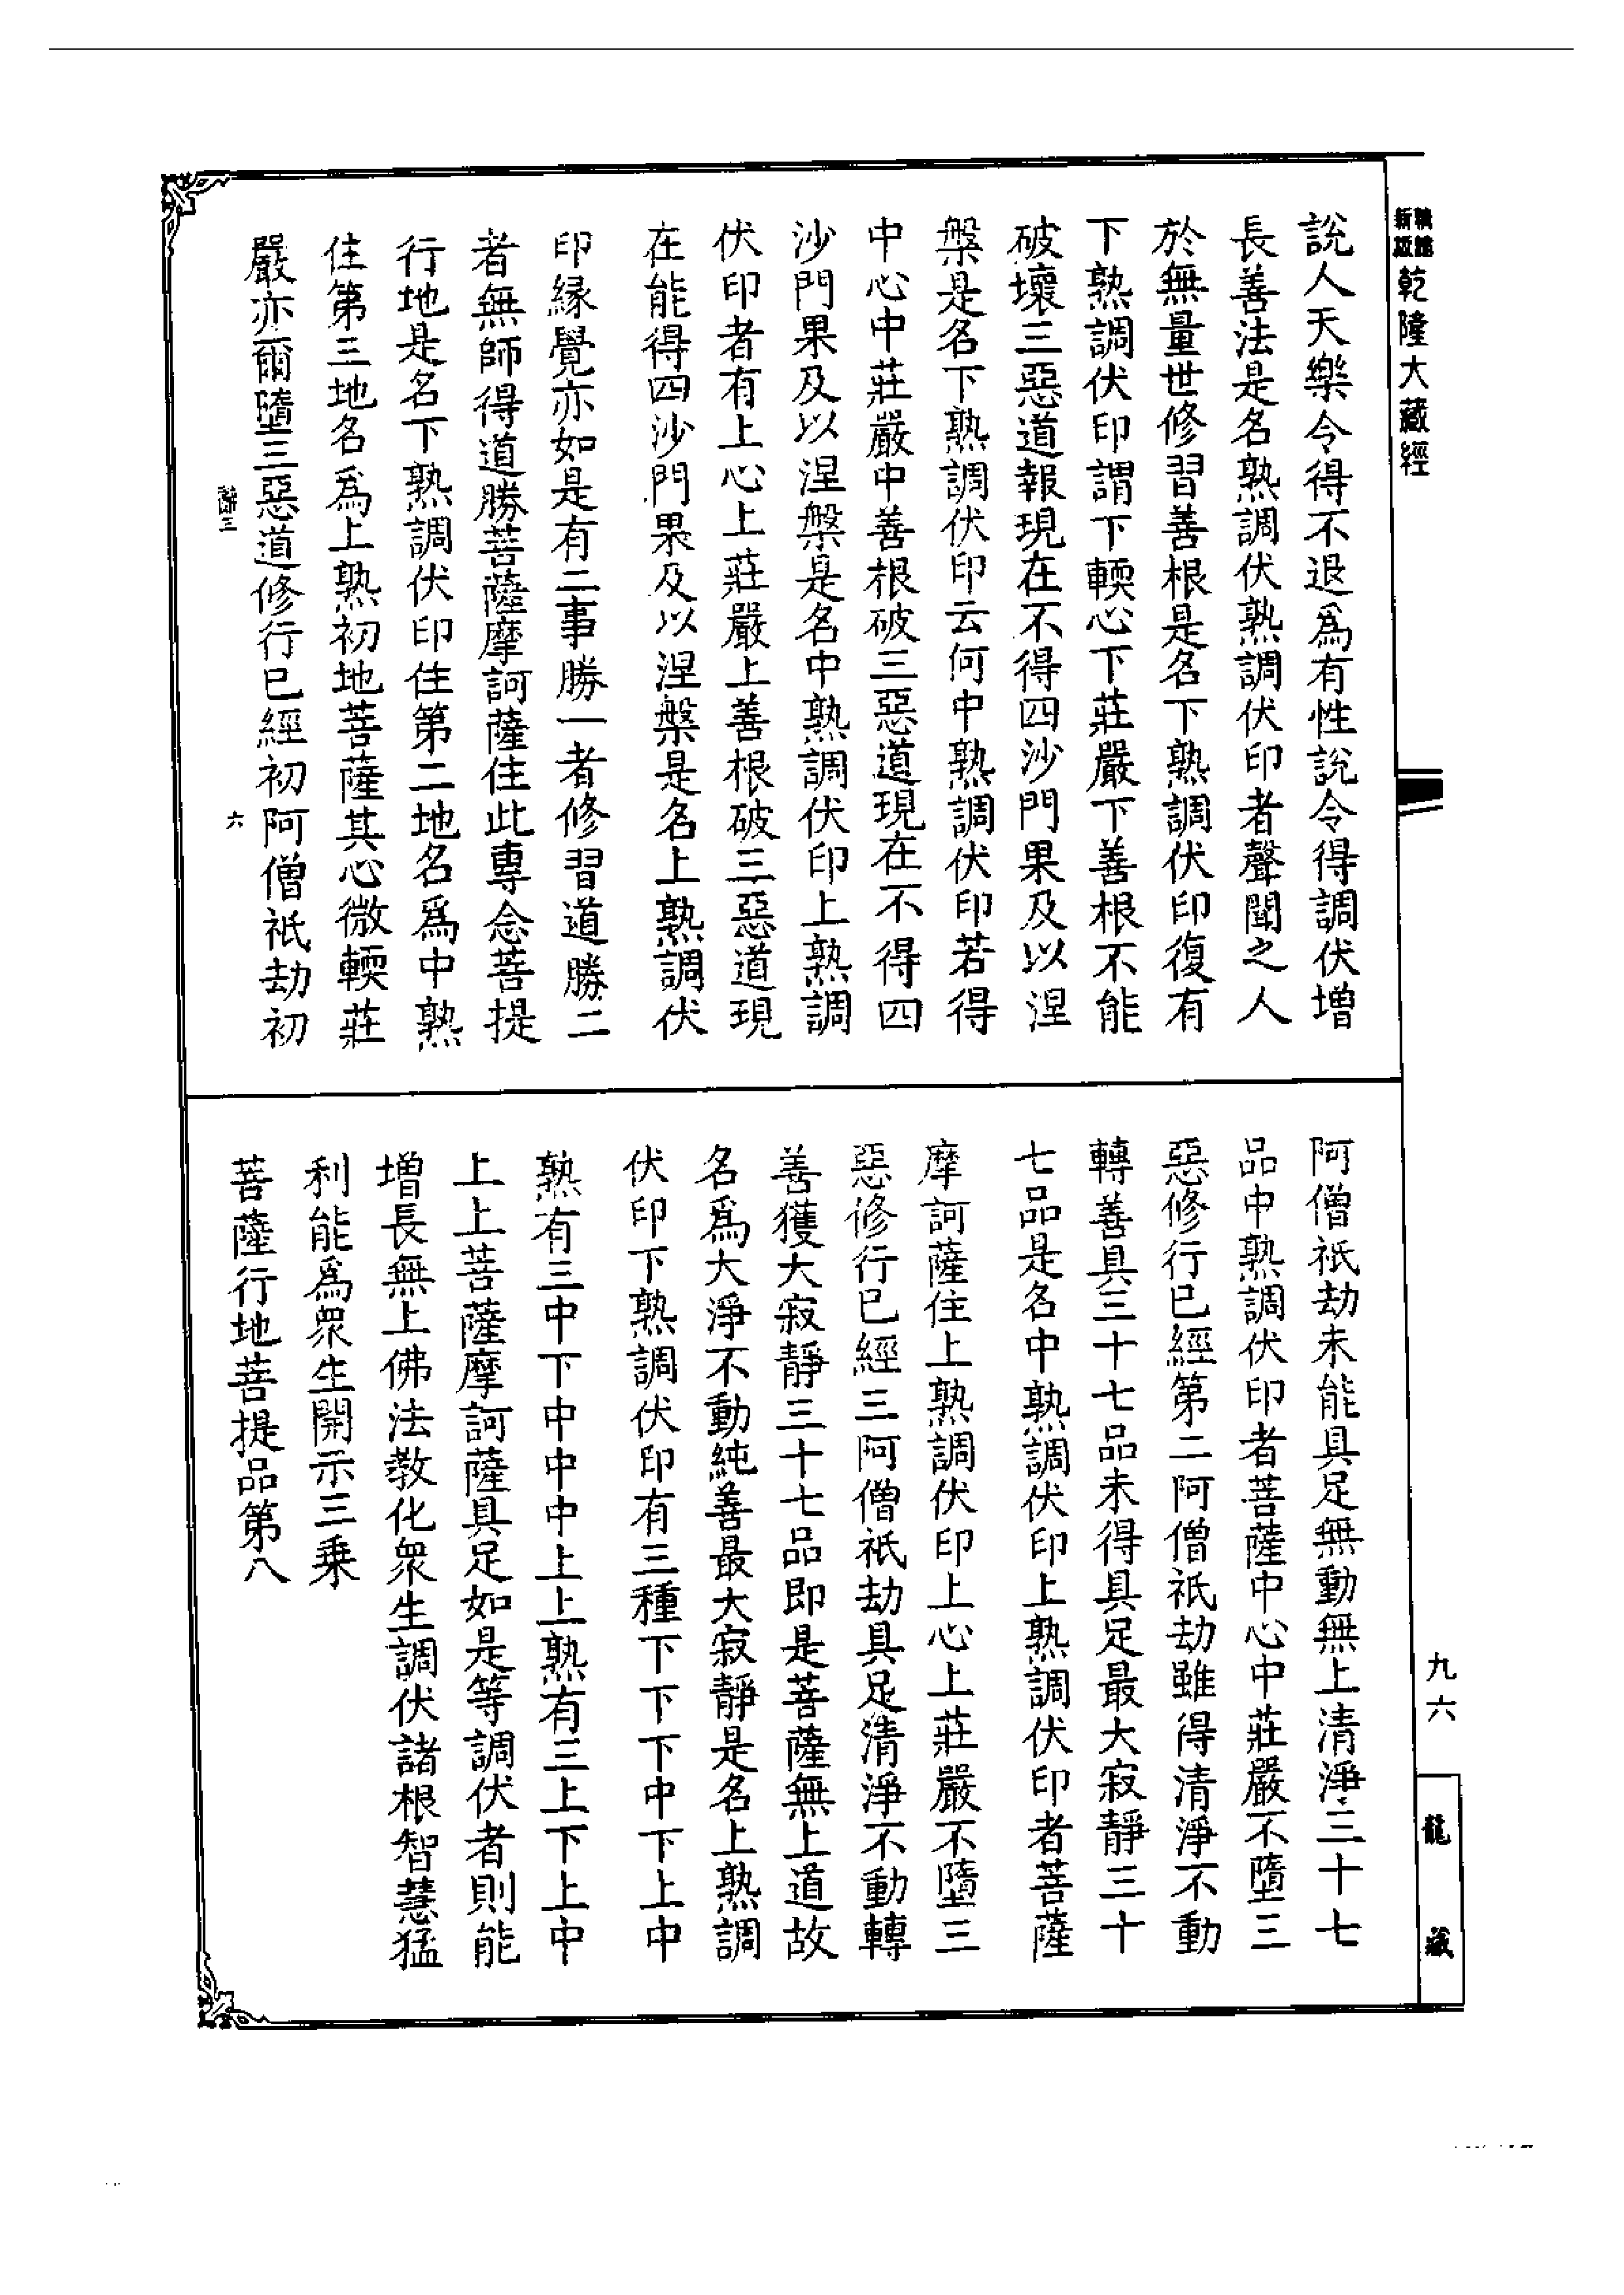 乾隆大藏經
說人天樂令得不退為有性說令得調伏增
長善法是名熟調伏熟調伏印者聲聞之人
於無量世修習善根是名下熟調伏印復有
下熟調伏印謂下輭心下莊嚴下善根不能
破壞三惡道報現在不得四沙門果及以涅
槃是名下熟調伏印云何中熟調伏印若得
中心中莊嚴中善根破三惡道現在不得四
沙門果及以涅槃是名中熟調伏印上熟調
伏印者有上心上莊嚴上善根破三惡道現
在能得四沙門果及以涅槃是名上熟調伏
印緣覺亦如是有二事勝一者修習道勝二
者無師得道勝菩薩摩訶薩住此專念菩提
行地是名下熟調伏印住第二地名爲中熟
住第三地名爲上熟初地菩薩其心微輭莊
嚴亦爾墮三惡道修行已經初阿僧祇劫初
三
六
阿僧祇劫未能具足無動無上清淨三十七
品中熟調伏印者菩薩中心中莊嚴不墮三
惡修行已經第二阿僧祇劫雖得清淨不動
轉善具三十七品未得具足最大寂靜三十
七品是名中熟調伏印上熟調伏印者菩薩
摩訶薩住上熟調伏印上心上莊嚴不墮三
惡修行已經三阿僧祇劫具足清淨不動轉
善獲大寂靜三十七品即是菩薩無上道故
名爲大淨不動純善最大寂靜是名上熟調
伏印下熟調伏印有三種下下下中下上中
熟有三中下中中中上上熟有三上下上中
上上菩薩摩訶薩具足如是等調伏者則能
增長無上佛法教化衆生調伏諸根智慧猛
利能爲衆生開示三乗
菩薩行地菩提品第八
九六
龍藏